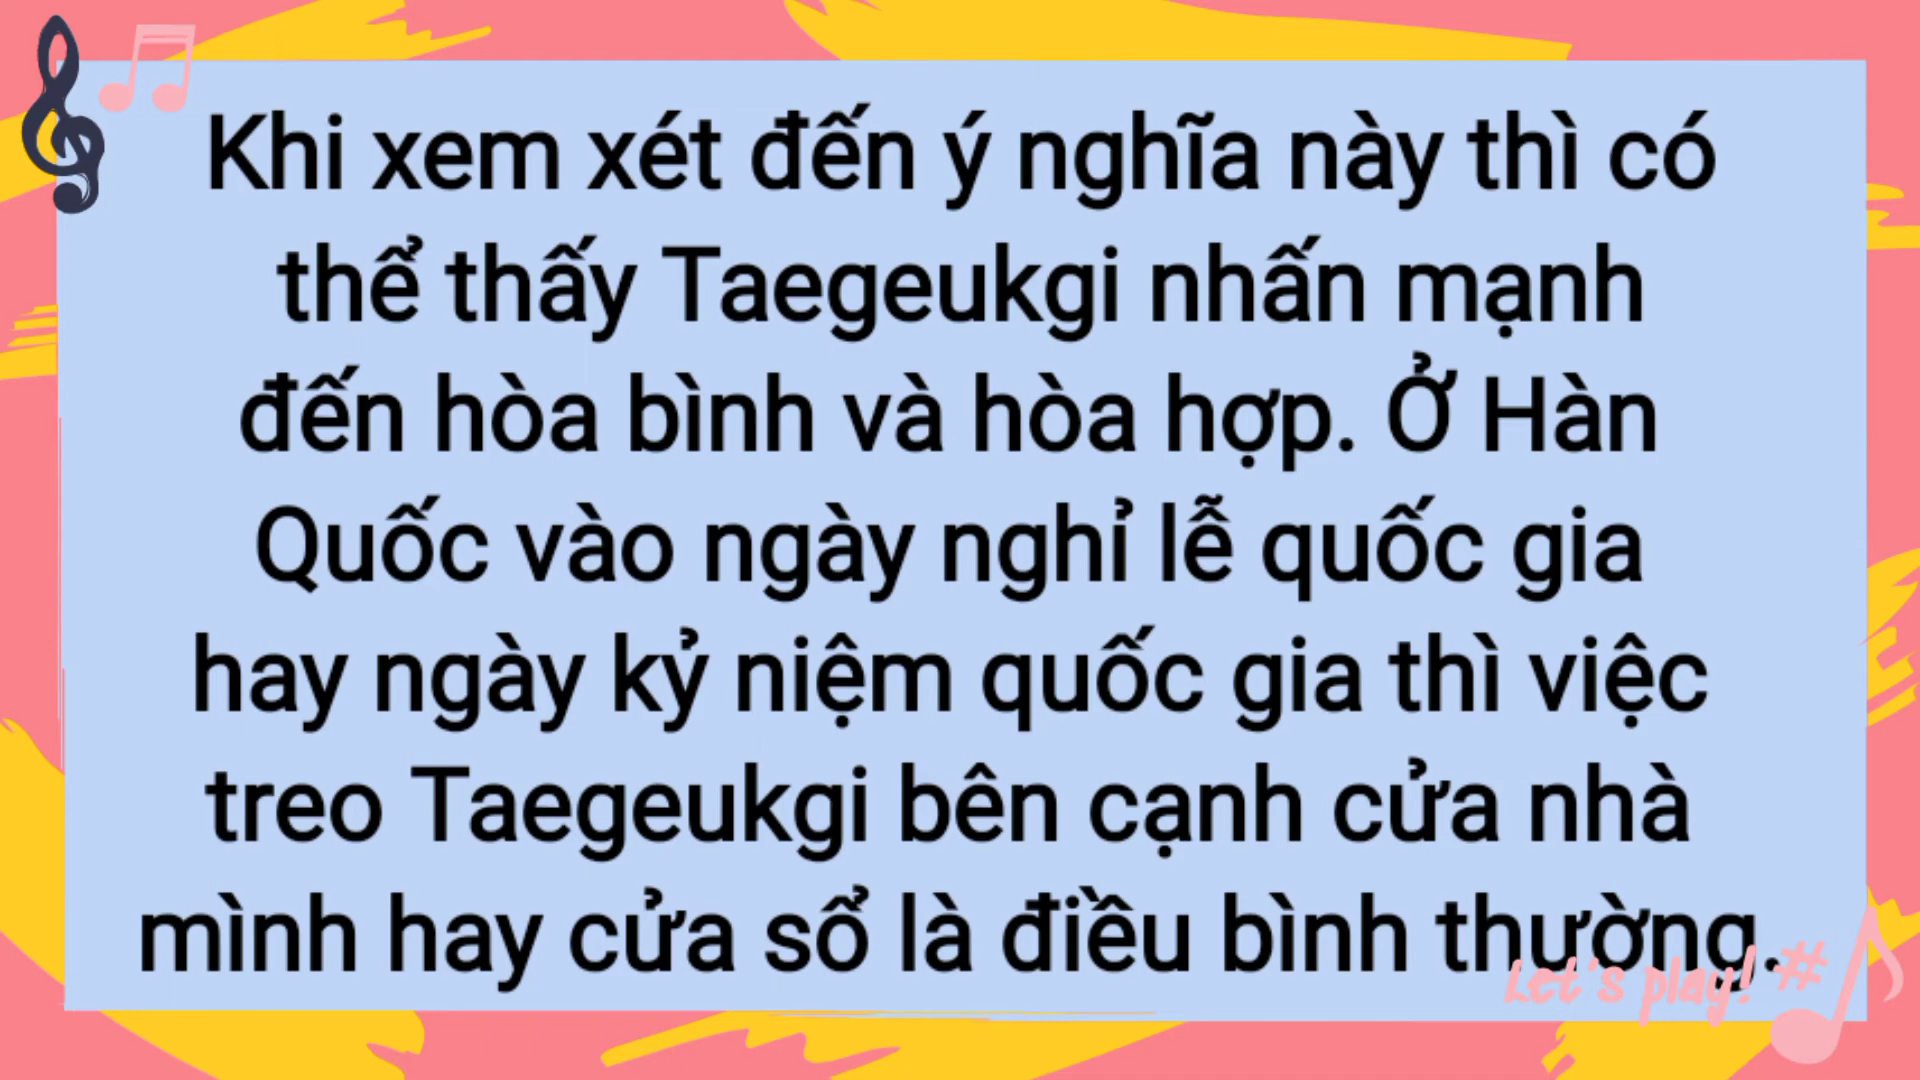 Khi xem xét đến ý nghĩa này thì có
thể thấy Taegeukgi nhấn mạnh
đến hòa bình và hòa hợp. Ở Hàn
Quốc vào ngày nghỉ lễ quốc gia
hay ngày kỷ niệm quốc gia thì việc
treo Taegeukgi bên cạnh cửa nhà
mình hay cửa sổ là điều bình thường.
Let's play!#